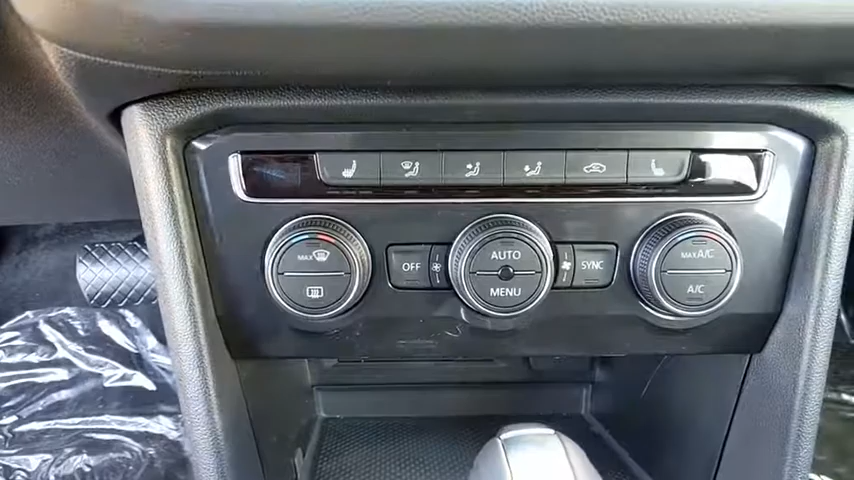 MAX
OFF
AUTO
MENU
SYNC
MAX A/C
A/C